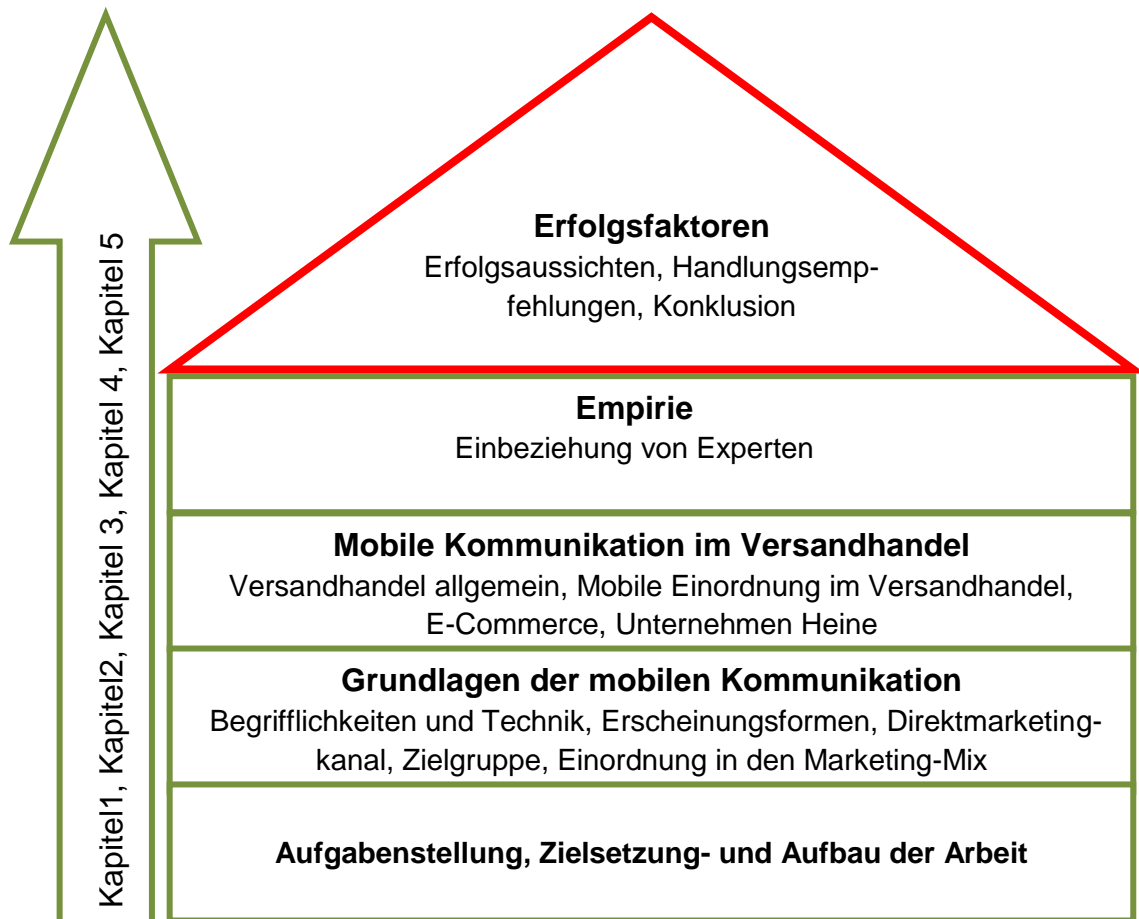 Erfolgsfaktoren
Erfolgsaussichten, Handlungsemp-
fehlungen, Konklusion
Empirie
Einbeziehung von Experten
Mobile Kommunikation im Versandhandel
Versandhandel allgemein, Mobile Einordnung im Versandhandel,
E-Commerce, Unternehmen Heine
Grundlagen der mobilen Kommunikation
Begrifflichkeiten und Technik, Erscheinungsformen, Direktmarketing-
kanal, Zielgruppe, Einordnung in den Marketing-Mix
Aufgabenstellung, Zielsetzung- und Aufbau der Arbeit
Kapitel1, Kapitel2, Kapitel 3, Kapitel 4, Kapitel 5